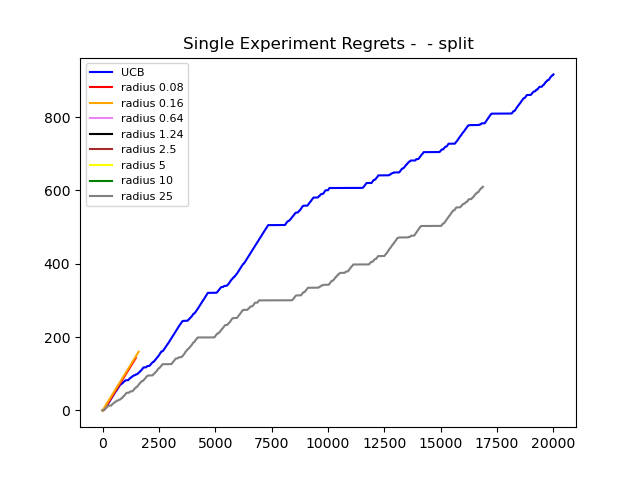 Single Experiment Regrets -  - split
UCB
radius 0.08
radius 0.16
radius 0.64
radius 1.24
radius 2.5
radius 5
radius 10
radius 25
800
600
400
200
0
0 2500 5000 7500 10000 12500 15000 17500 20000